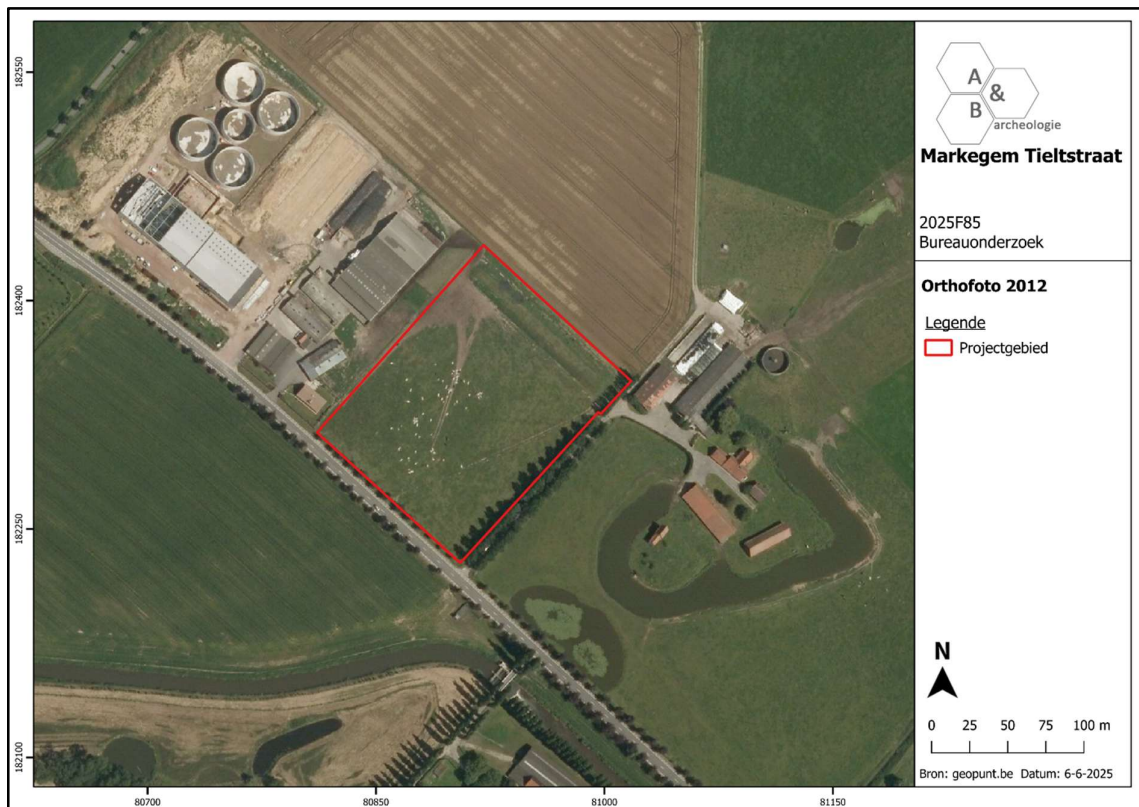 182550
182400
182250
182100
80700
80850
81000
81150
A
&
B
archeologie
Markegem Tieltstraat
2025F85
Bureauonderzoek
Orthofoto 2012
Legende
Projectgebied
N
0 25 50 75 100 m
Bron: geopunt.be Datum: 6-6-2025